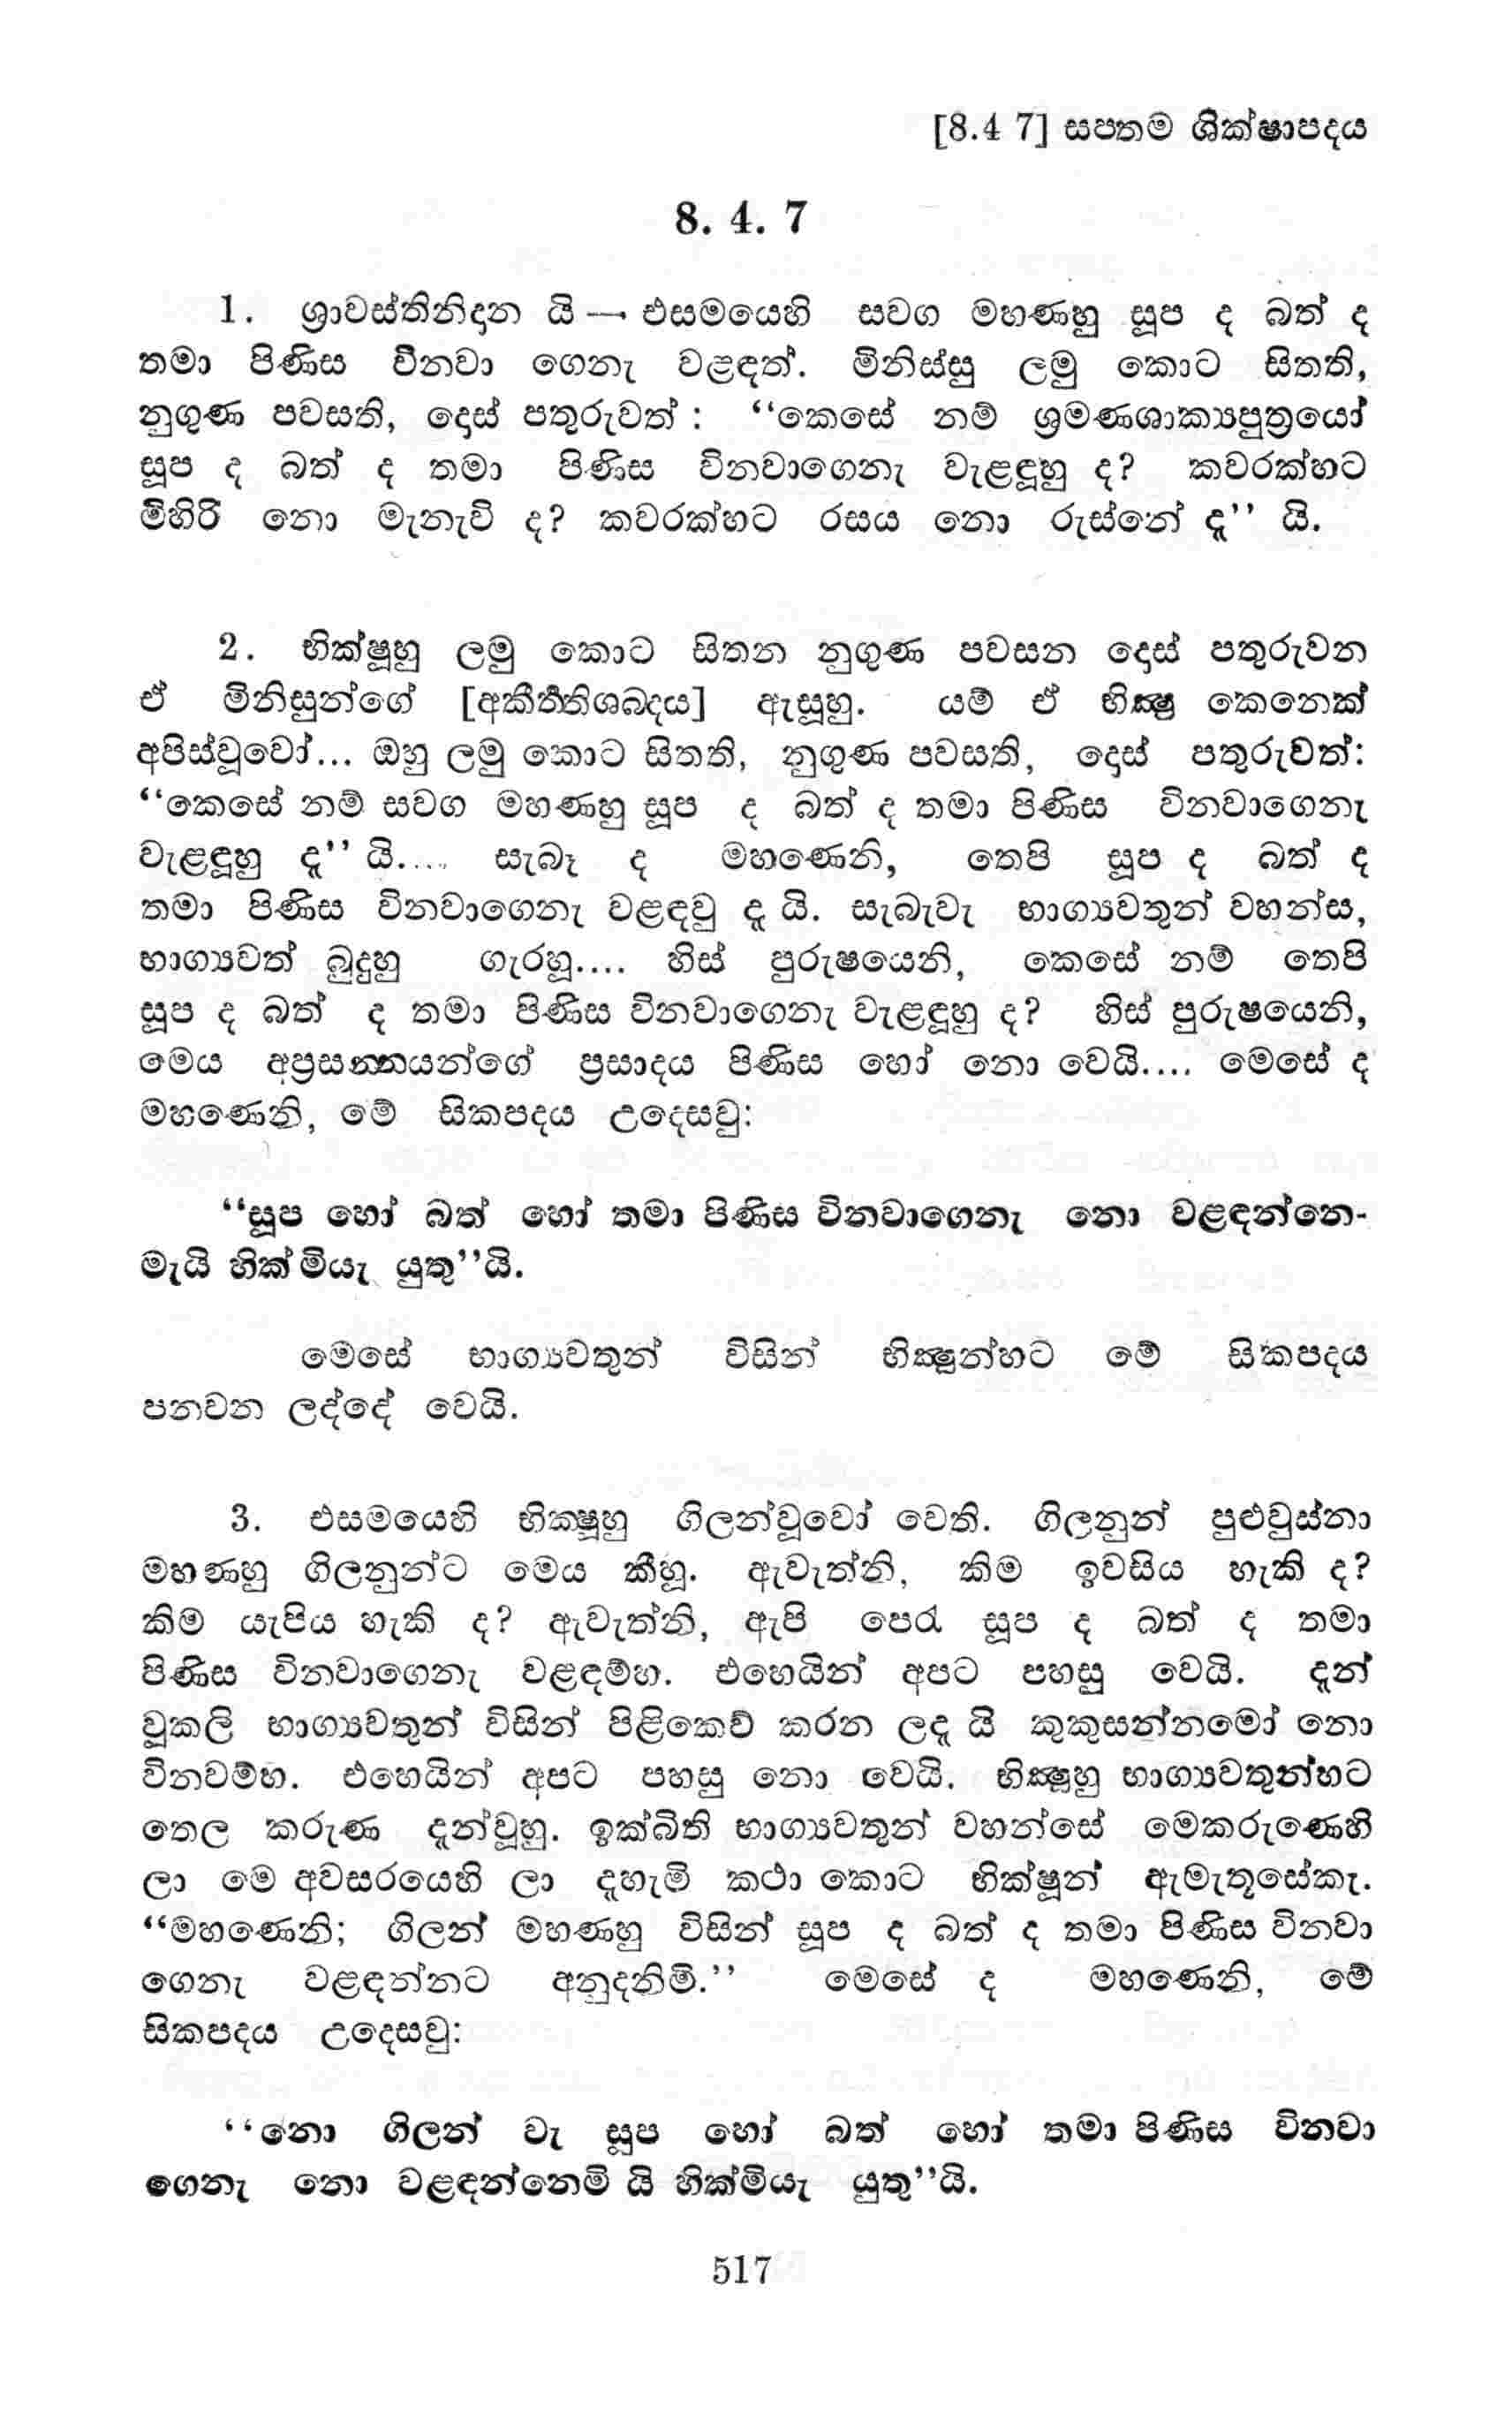 [8.4 7] සප්තම ශික්ෂාපදය
8. 4. 7
1. ශ්‍රාවස්තිනිදාන යි — එසමයෙහි සවග මහණහු සූප ද බත් ද
තමා පිණිස විනවා ගෙනැ වළඳත්. මිනිස්සු ලමු කොට සිතති,
නුගුණ පවසති, දොස් පතුරුවත් : “කෙසේ නම් ශ්‍රමණශාක්‍යපුත්‍රයෝ
සූප ද බත් ද තමා පිණිස විනවාගෙනැ වැළඳූහු ද? කවරක්හට
මිහිරි නො මැනැවි ද? කවරක්හට රසය නො රුස්නේ දැ” යි.
2. භික්ෂූහු ලමු කොට සිතන නුගුණ පවසන දොස් පතුරුවන
ඒ මිනිසුන්ගේ [අකීර්තිශබ්දය] ඇසූහු. යම් ඒ භික්ෂු කෙනෙක්
අපිස්වූවෝ... ඔහු ලමු කොට සිතති, නුගුණ පවසති, දොස් පතුරුවත්:
“කෙසේ නම් සවග මහණහු සූප ද බත් ද තමා පිණිස විනවාගෙනැ
වැළඳූහු දැ” යි.... සැබෑ ද මහණෙනි, තෙපි සූප ද බත් ද
තමා පිණිස විනවාගෙනැ වළඳවු දැ යි. සැබැවැ භාග්‍යවතුන් වහන්ස,
භාග්‍යවත් බුදුහු ගැරහූ.... හිස් පුරුෂයෙනි, කෙසේ නම් තෙපි
සූප ද බත් ද තමා පිණිස විනවාගෙනැ වැළඳූහු ද? හිස් පුරුෂයෙනි,
මෙය අප්‍රසන්නයන්ගේ ප්‍රසාදය පිණිස හෝ නො වෙයි.... මෙසේ ද
මහණෙනි, මේ සිකපදය උදෙසවු:
“සූප හෝ බත් හෝ තමා පිණිස විනවාගෙනැ නො වළඳන්නෙ-
මැයි හික්මියැ යුතු”යි.
මෙසේ භාග්‍යවතුන් විසින් භික්ෂූන්හට මේ සිකපදය
පනවන ලද්දේ වෙයි.
3. එසමයෙහි භික්ෂූහු ගිලන්වූවෝ වෙති. ගිලනුන් පුළුවුස්නා
මහණහු ගිලනුන්ට මෙය කීහූ. ඇවැත්නි, කිම ඉවසිය හැකි ද?
කිම යැපිය හැකි ද? ඇවැත්නි, ඇපි පෙරැ සූප ද බත් ද තමා
පිණිස විනවාගෙනැ වළඳම්හ. එහෙයින් අපට පහසු වෙයි. දැන්
වූකලි භාග්‍යවතුන් විසින් පිළිකෙව් කරන ලදැ යි කුකුසන්නමෝ නො
විනවම්හ. එහෙයින් අපට පහසු නො වෙයි. භික්ෂූහු භාග්‍යවතුන්හට
තෙල කරුණ දැන්වූහු. ඉක්බිති භාග්‍යවතුන් වහන්සේ මෙකරුණෙහි
ලා මෙ අවසරයෙහි ලා දැහැමි කථා කොට භික්ෂූන් ඇමැතූසේකැ.
“මහණෙනි; ගිලන් මහණහු විසින් සූප ද බත් ද තමා පිණිස විනවා
ගෙනැ වළඳන්නට අනුදනිමි.” මෙසේ ද මහණෙනි, මේ
සිකපදය උදෙසවු:
“නො ගිලන් වැ සූප හෝ බත් හෝ තමා පිණිස විනවා
ගෙනැ නො වළඳන්නෙමි යි හික්මියැ යුතු”යි.
517